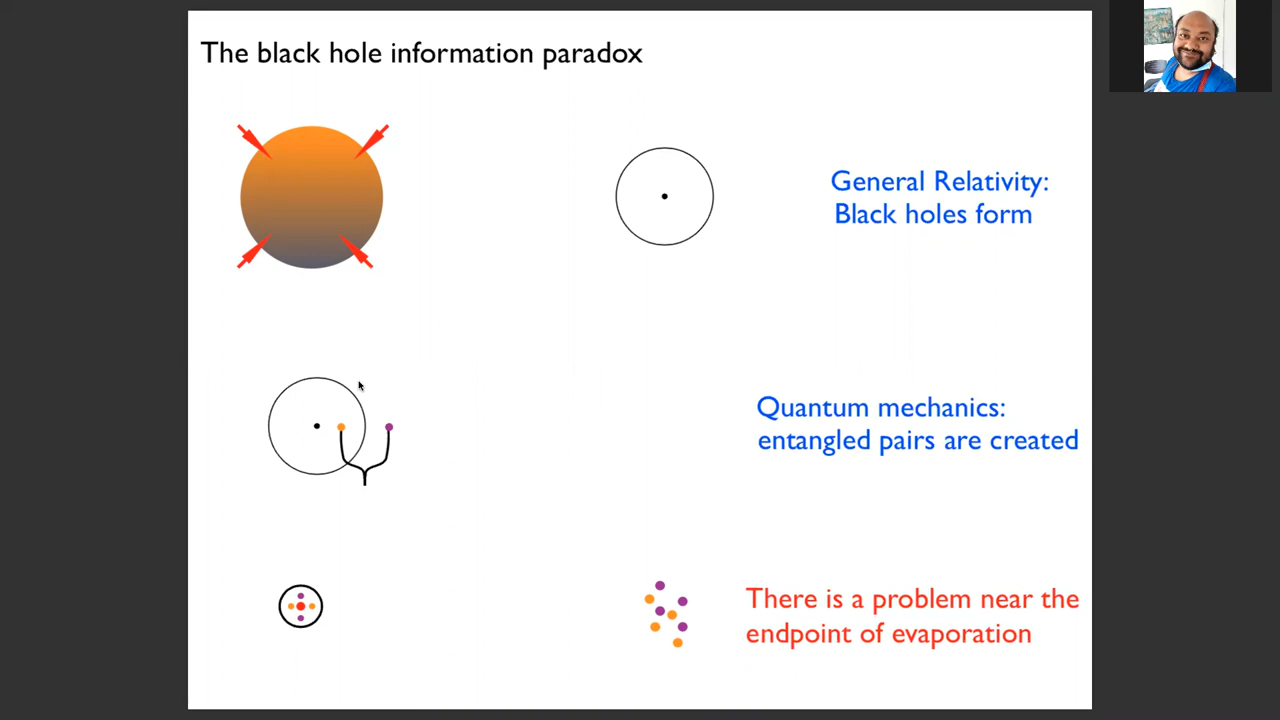 The black hole information paradox
General Relativity:
Black holes form
Quantum mechanics:
entangled pairs are created
There is a problem near the
endpoint of evaporation